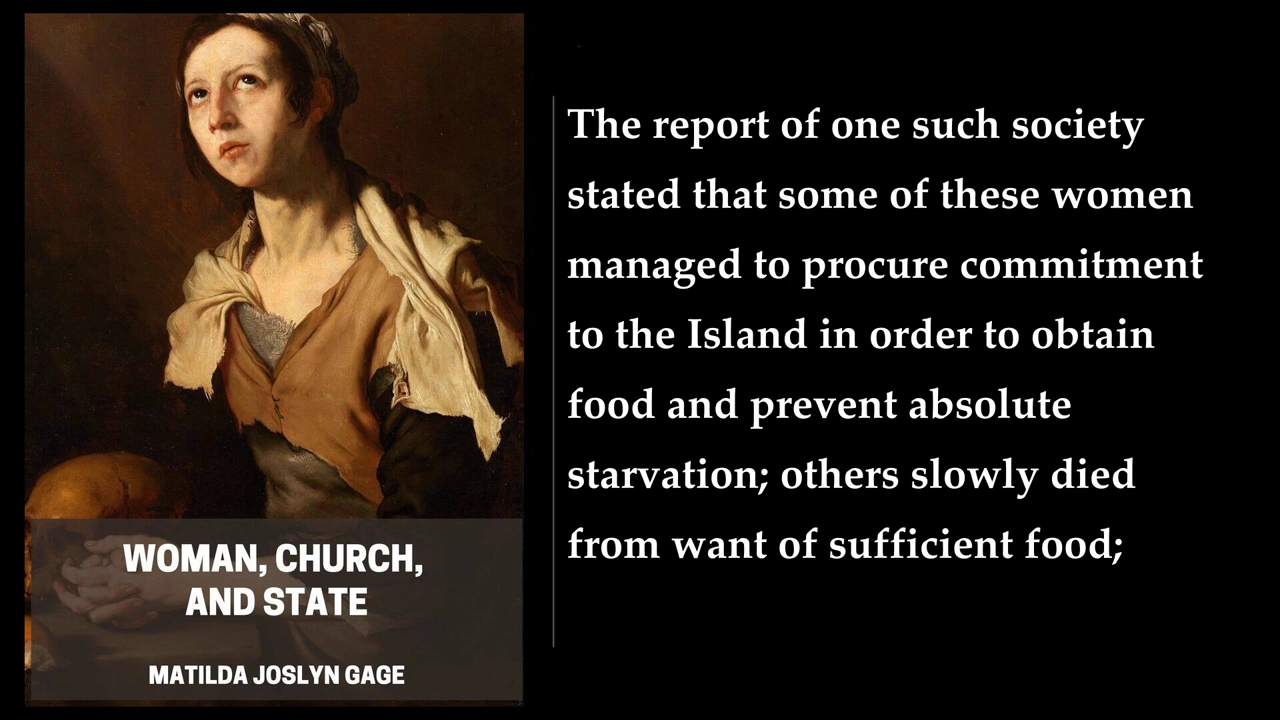 WOMAN, CHURCH,
AND STATE
MATILDA JOSLYN GAGE
The report of one such society
stated that some of these women
managed to procure commitment
to the Island in order to obtain
food and prevent absolute
starvation; others slowly died
from want of sufficient food;